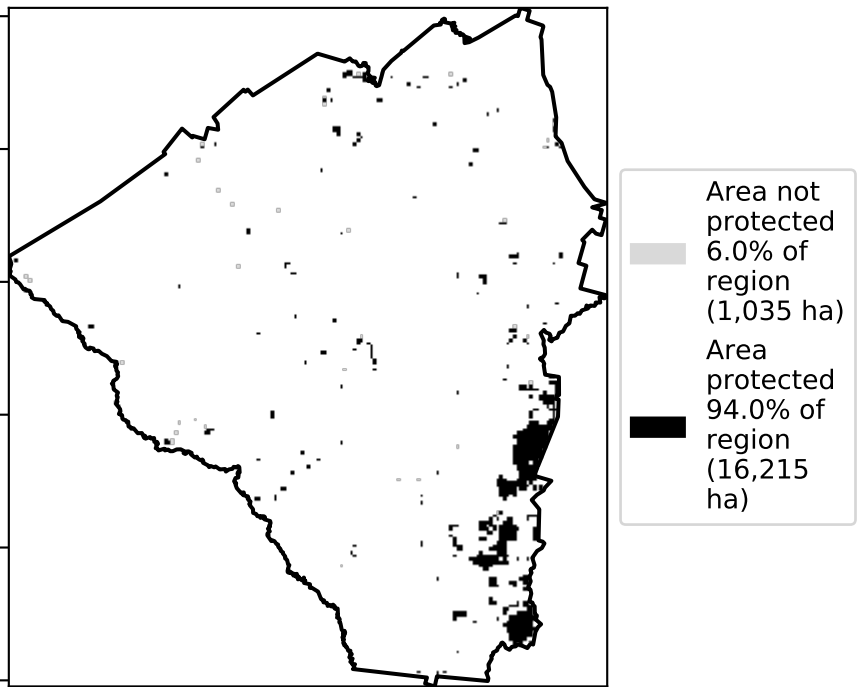 Area not
protected
6.0% of
region
(1,035 ha)
Area
protected
94.0% of
region
(16,215
ha)